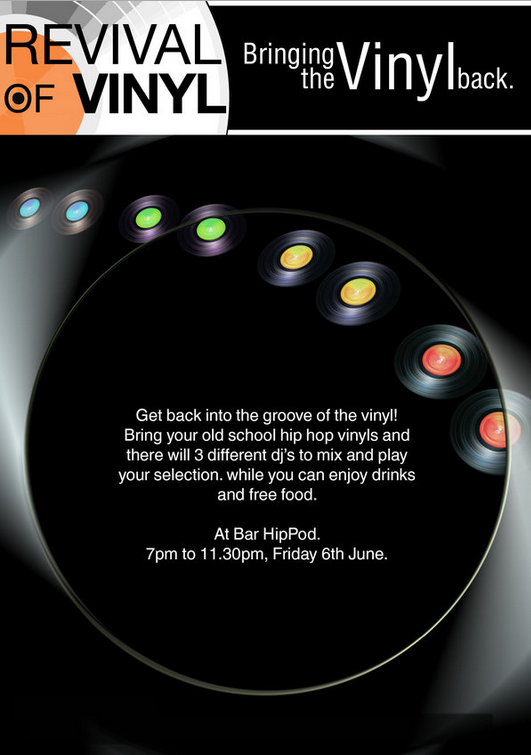 REVIVAL
OF VINYL
Bringing
the Vinyl back.
Get back into the groove of the vinyl!
Bring your old school hip hop vinyls and
there will 3 different dj's to mix and play
your selection. while you can enjoy drinks
and free food.
At Bar HipPod.
7pm to 11.30pm, Friday 6th June.